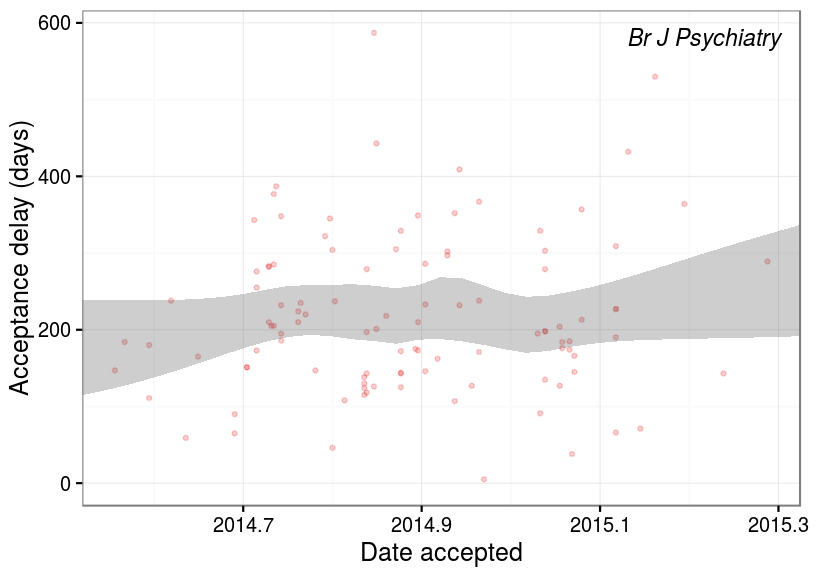 Br J Psychiatry
Acceptance delay (days)
600
400
200
0
2014.7 2014.9 2015.1 2015.3
Date accepted